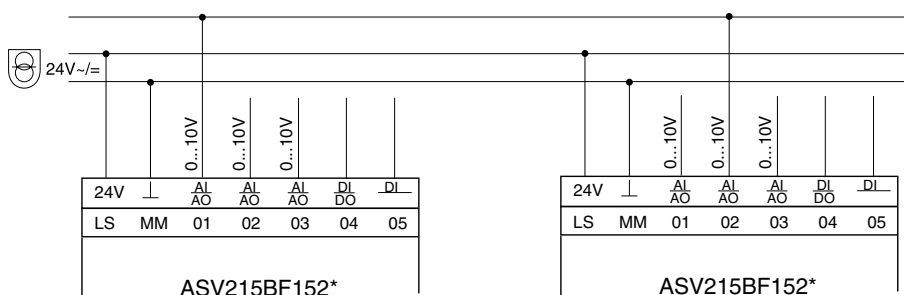 24V~/=
0...10V 0...10V 0...10V 0...10V 0...10V 0...10V
24V ⊥ AI AI AI DI DI 24V ⊥ AI AI AI DI DI
AO AO AO DO AO AO AO DO
LS MM 01 02 03 04 05 LS MM 01 02 03 04 05
ASV215BF152* ASV215BF152*